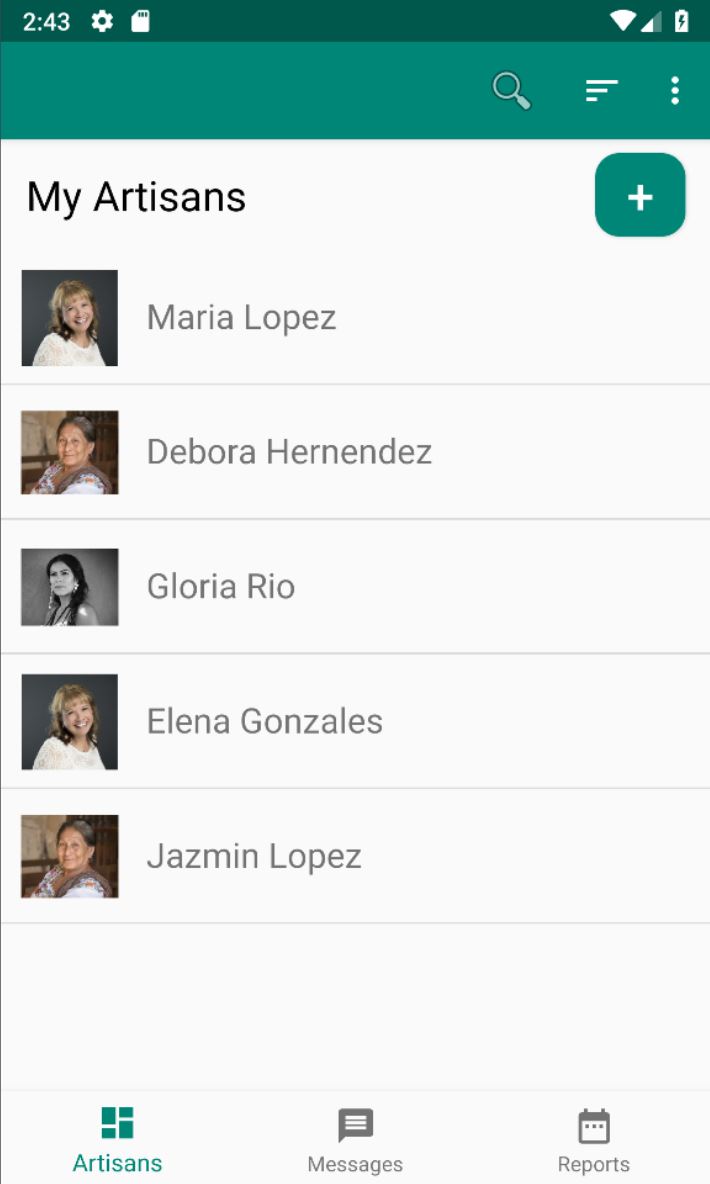 2:43
My Artisans
+
Maria Lopez
Debora Hernendez
Gloria Rio
Elena Gonzales
Jazmin Lopez
Artisans
Messages
Reports